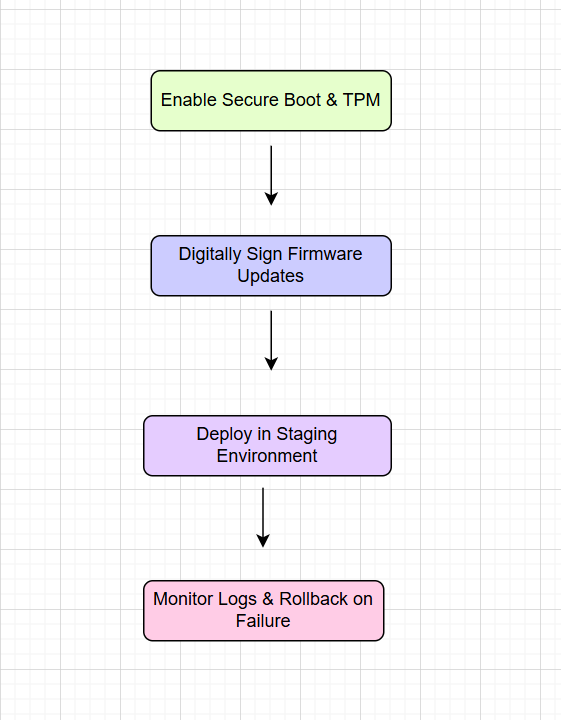 Enable Secure Boot & TPM
Digitally Sign Firmware
Updates
Deploy in Staging
Environment
Monitor Logs & Rollback on
Failure